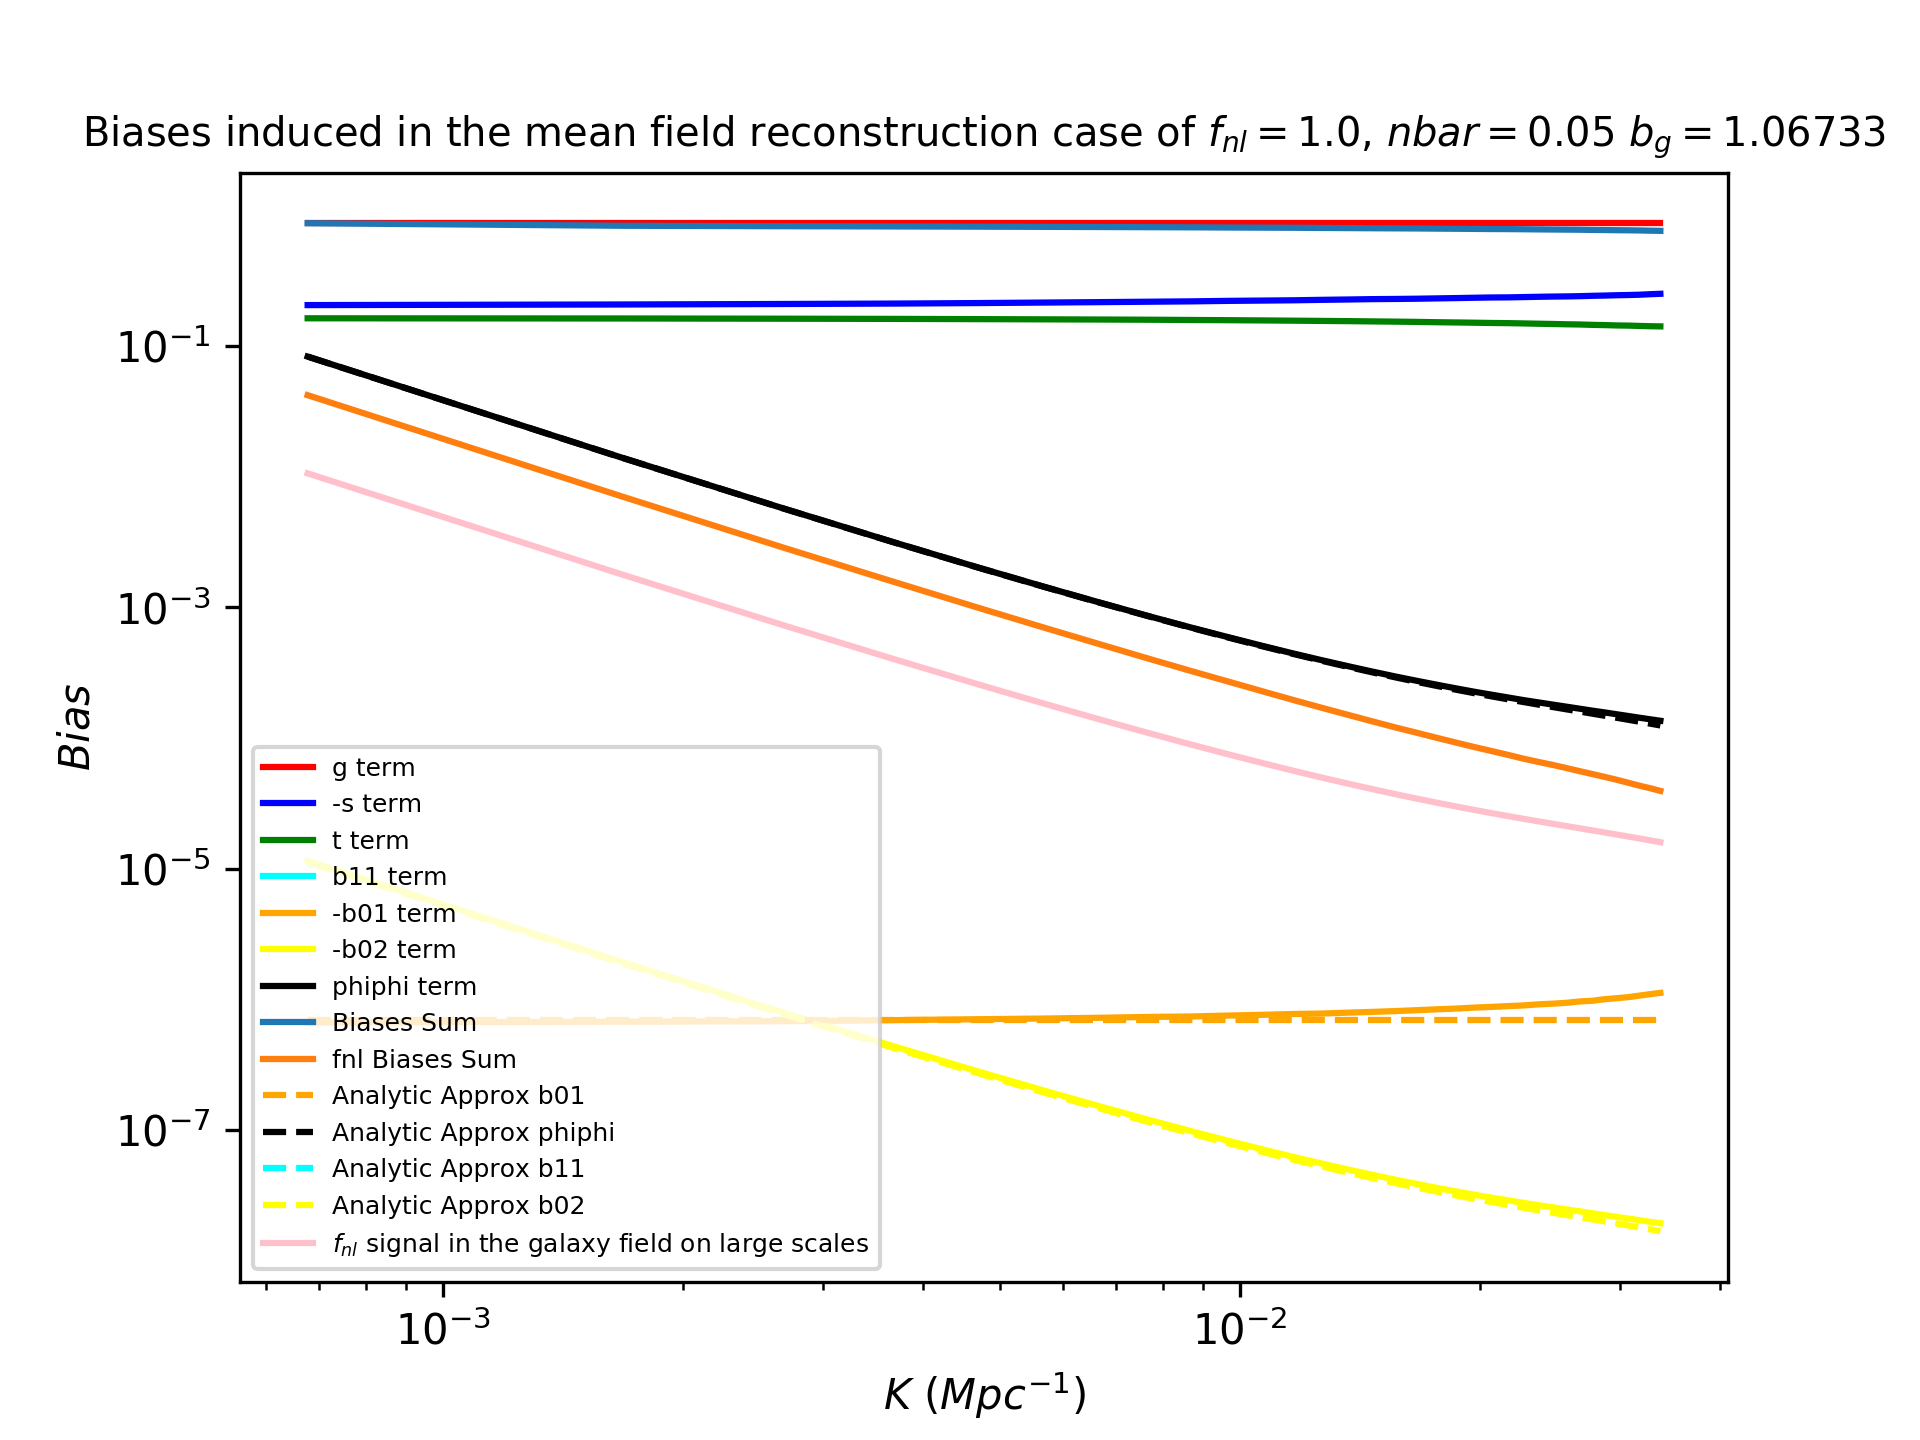 Biases induced in the mean field reconstruction case of $f_{nl} = 1.0$, $nbar = 0.05$ $b_g = 1.06733$
$10^{-1}$
$10^{-3}$
$10^{-5}$
$10^{-7}$
Bias
g term
-s term
t term
b11 term
-b01 term
-b02 term
phiphi term
Biases Sum
fnl Biases Sum
Analytic Approx b01
Analytic Approx phiphi
Analytic Approx b11
Analytic Approx b02
$f_{nl}$ signal in the galaxy field on large scales
$10^{-3}$ $10^{-2}$
$K$ ($Mpc^{-1}$)